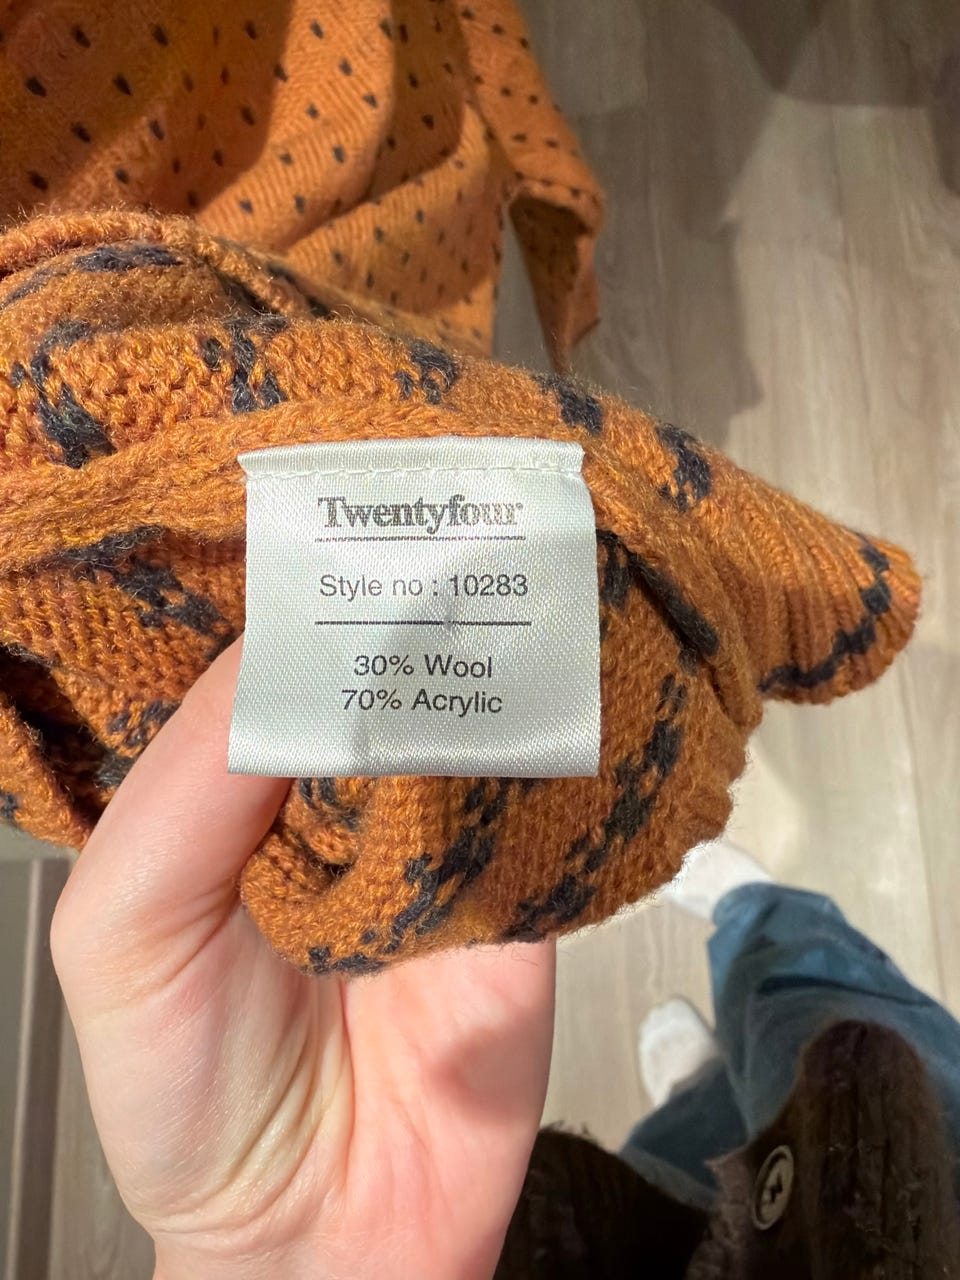 Twentyfour
Style no : 10283
30% Wool
70% Acrylic